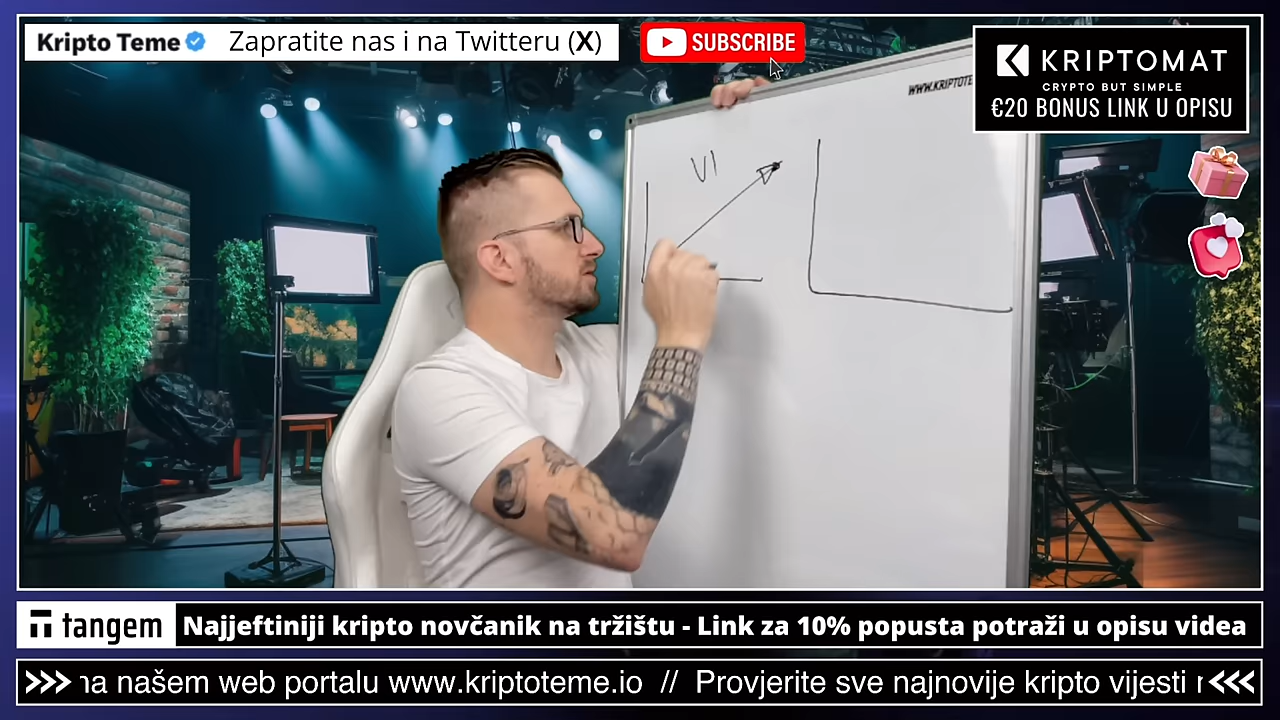 Kripto Teme
Zapratite nas i na Twitteru (X)
SUBSCRIBE
WWW.KRIPTOTE
KRIPTOMAT
CRYPTO BUT SIMPLE
€20 BONUS LINK U OPISU
VI
tangem
Najjeftiniji kripto novčanik na tržištu - Link za 10% popusta potraži u opisu videa
>>> na našem web portalu www.kriptoteme.io // Provjerite sve najnovije kripto vijesti <<<